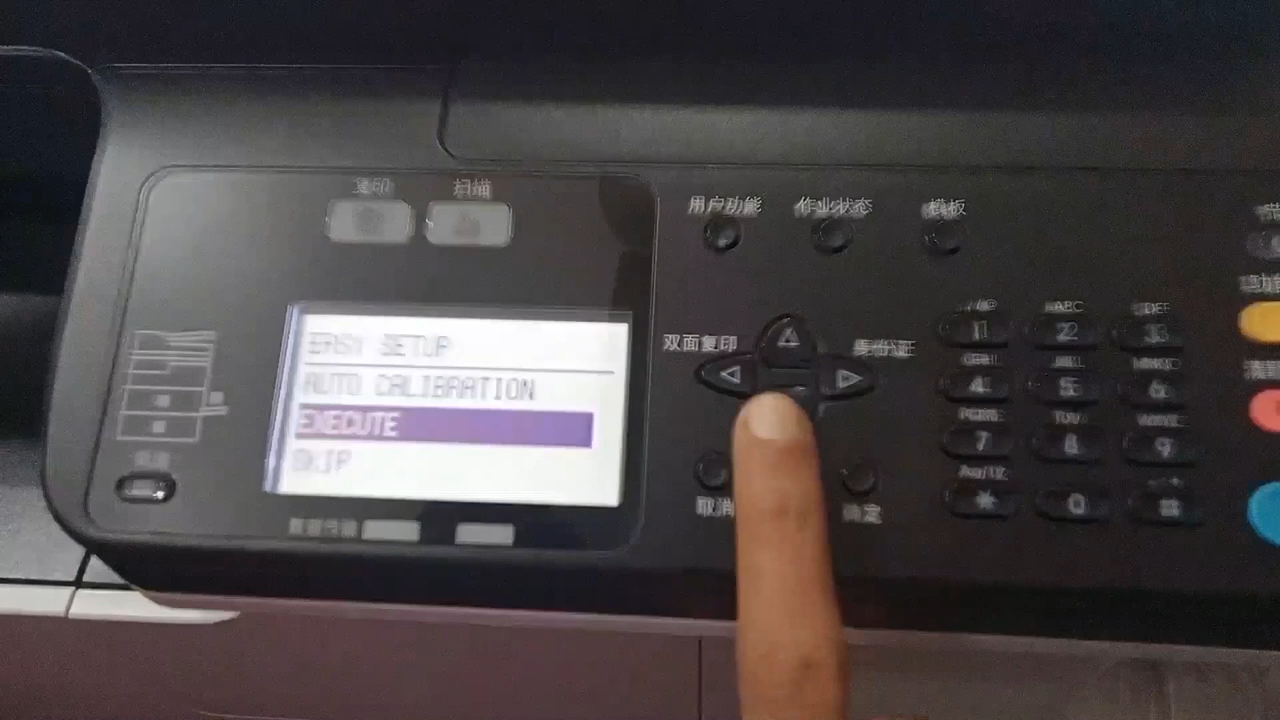 复印 扫描
用户功能 作业状态 模板
EASY SETUP
AUTO CALIBRATION
EXECUTE
SKIP
双面复印 身份证
ABC DEF
1 2 3
GHI JKL MNO
4 5 6
PQRS TUV WXYZ
7 8 9
* 0 #
取消 确定